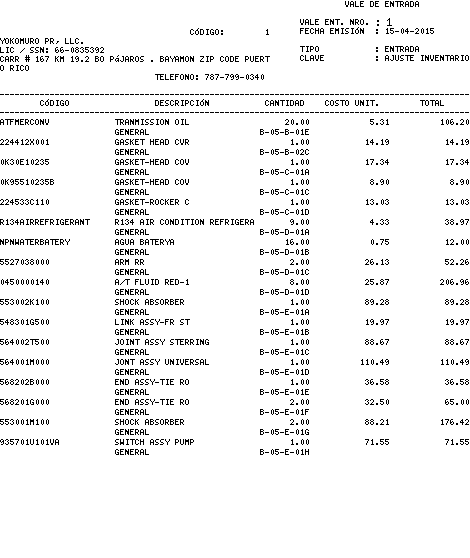 VALE DE ENTRADA
CÓDIGO: 1
VALE ENT. NRO. : 1
FECHA EMISIÓN : 15-04-2015
YOKOMURO PR, LLC.
LIC / SSN: 66-0835392
TIPO : ENTRADA
CARR # 167 KM 19.2 BO PÁJAROS . BAYAMON ZIP CODE PUERT
CLAVE : AJUSTE INVENTARIO
O RICO
TELEFONO: 787-799-0340
CÓDIGO DESCRIPCIÓN CANTIDAD COSTO UNIT. TOTAL
ATFMERCONV TRANMISSION OIL 20.00 5.31 106.20
GENERAL B-05-B-01E
224412X001 GASKET HEAD CVR 1.00 14.19 14.19
GENERAL B-05-B-02C
0K30E10235 GASKET-HEAD COV 1.00 17.34 17.34
GENERAL B-05-C-01A
0K95510235B GASKET-HEAD COV 1.00 8.90 8.90
GENERAL B-05-C-01C
224533C110 GASKET-ROCKER C 1.00 13.03 13.03
GENERAL B-05-C-01D
R134AIRREFRIGERANT R134 AIR CONDITION REFRIGERA 9.00 4.33 38.97
GENERAL B-05-D-01A
NPNWATERBATERY AGUA BATERYA 16.00 0.75 12.00
GENERAL B-05-D-01B
5527038000 ARM RR 2.00 26.13 52.26
GENERAL B-05-D-01C
0450000140 A/T FLUID RED-1 8.00 25.87 206.96
GENERAL B-05-D-01D
553002K100 SHOCK ABSORBER 1.00 89.28 89.28
GENERAL B-05-E-01A
548301G500 LINK ASSY-FR ST 1.00 19.97 19.97
GENERAL B-05-E-01B
564002T500 JOINT ASSY STERRING 1.00 88.67 88.67
GENERAL B-05-E-01C
564001M000 JONT ASSY UNIVERSAL 1.00 110.49 110.49
GENERAL B-05-E-01D
568202B000 END ASSY-TIE RO 1.00 36.58 36.58
GENERAL B-05-E-01E
568201G000 END ASSY-TIE RO 2.00 32.50 65.00
GENERAL B-05-E-01F
553001M100 SHOCK ABSORBER 2.00 88.21 176.42
GENERAL B-05-E-01G
935701U101VA SWITCH ASSY PUMP 1.00 71.55 71.55
GENERAL B-05-E-01H